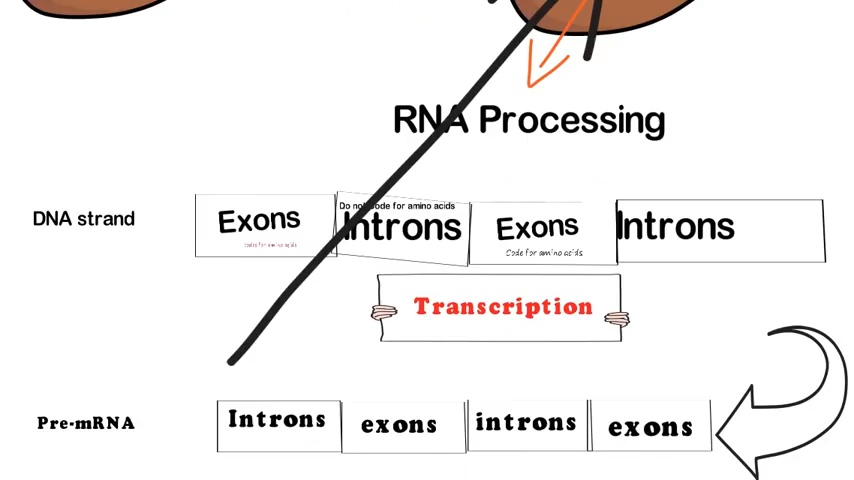 RNA Processing
DNA strand
Exons
code for amino acids
Do not code for amino acids
Introns
Exons
Code for amino acids
Introns
Transcription
Pre-mRNA
Introns
exons
introns
exons